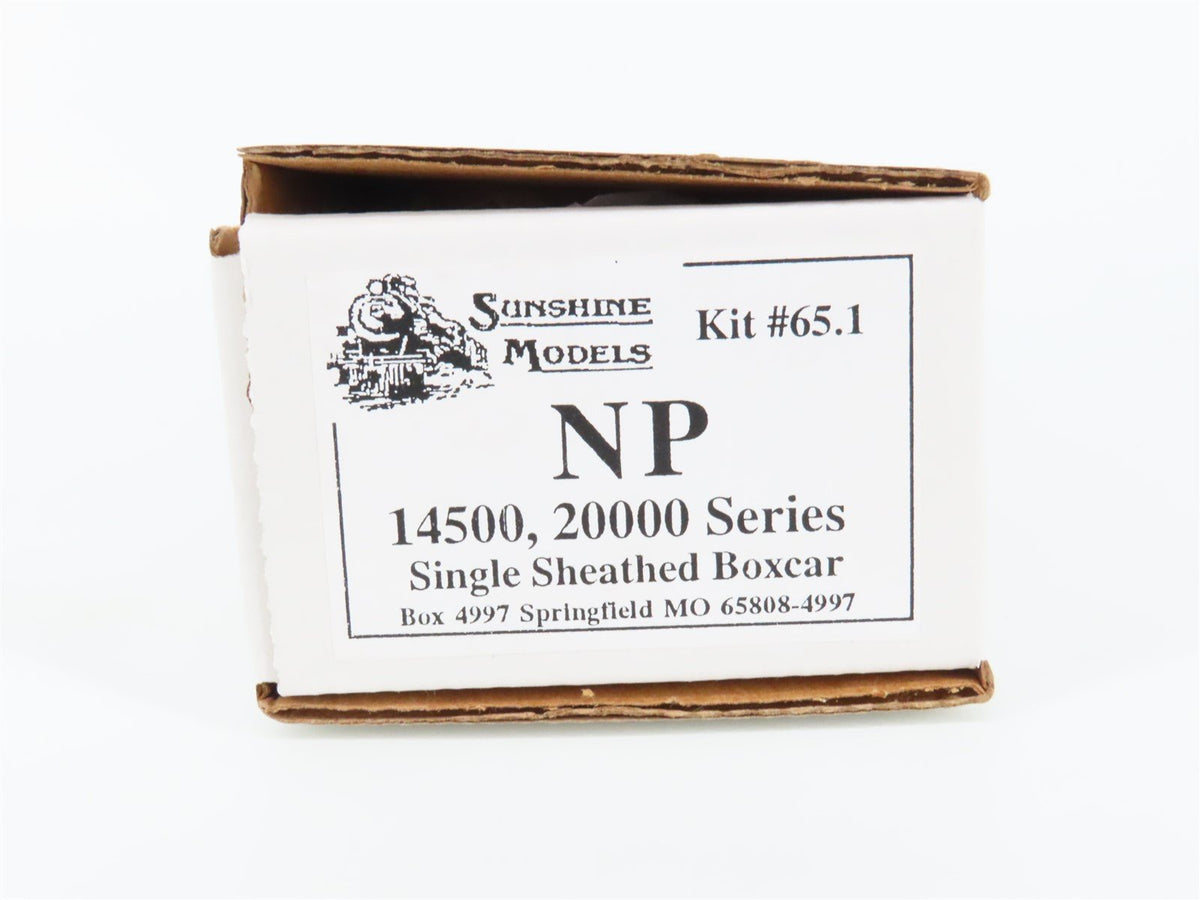 SUNSHINE
MODELS
Kit #65.1
NP
14500, 20000 Series
Single Sheathed Boxcar
Box 4997 Springfield MO 65808-4997